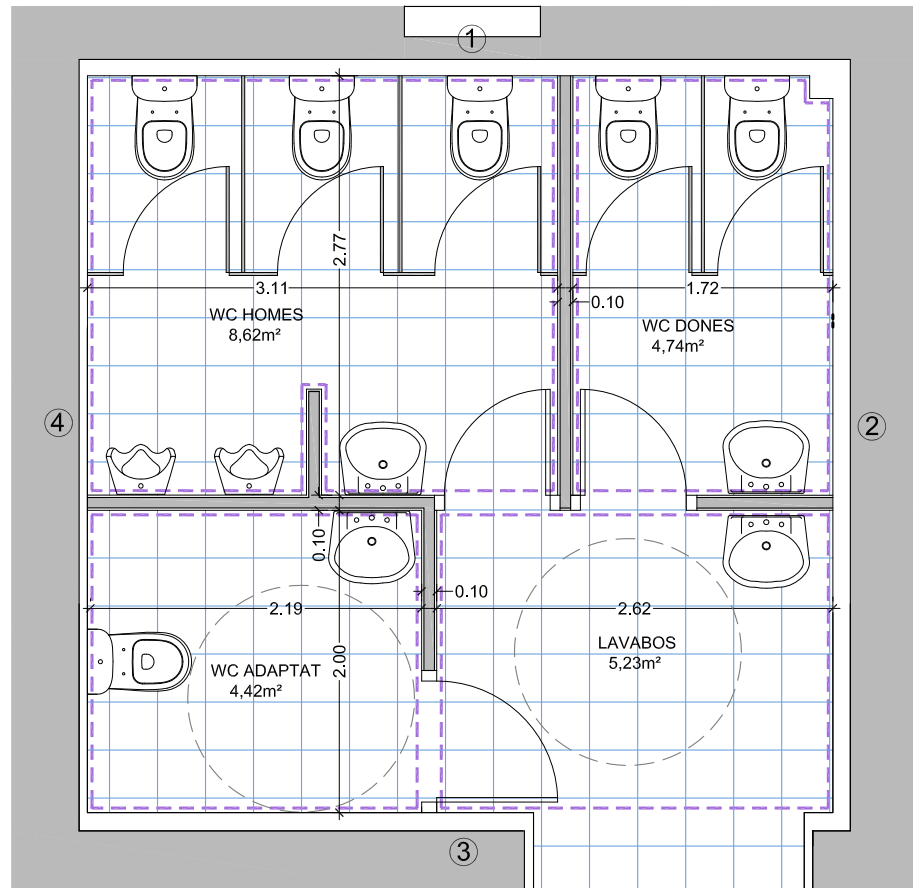 1
2.77
3.11
1.72
0.10
WC HOMES
8,62m²
WC DONES
4,74m²
4
2
0.10
0.10
2.19
2.62
2.00
LAVABOS
5,23m²
WC ADAPTAT
4,42m²
3